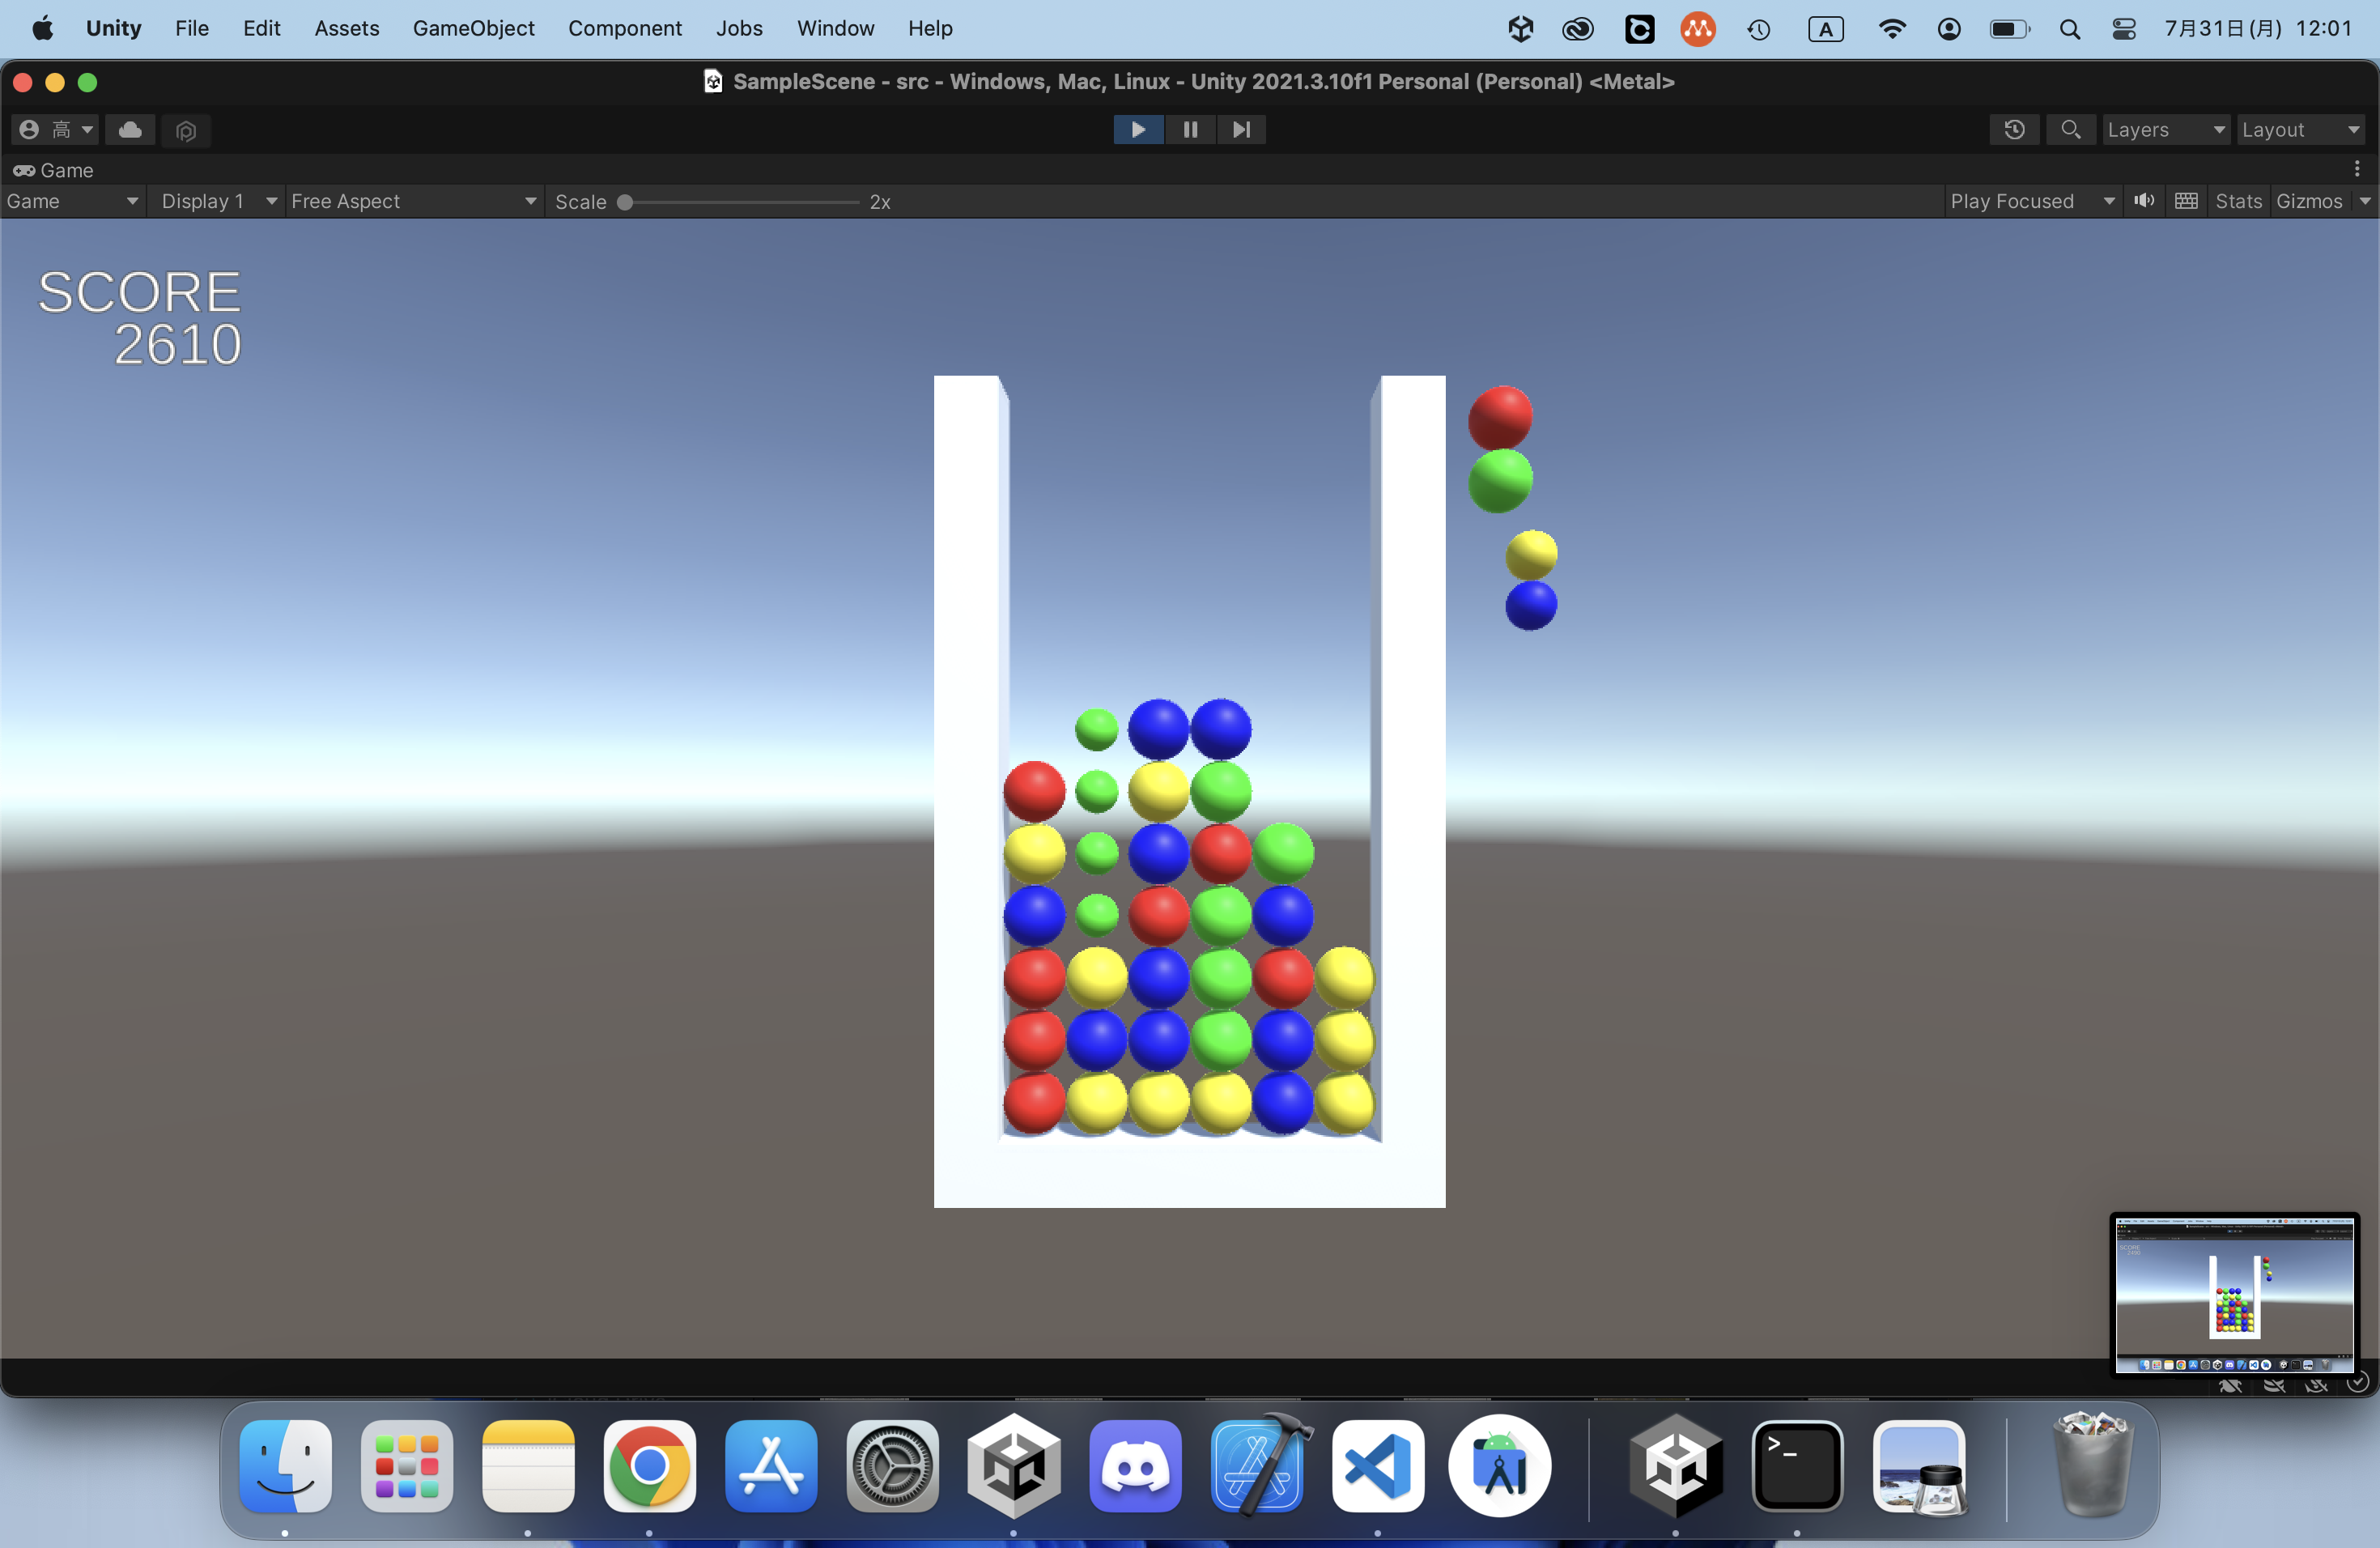 Unity File Edit Assets GameObject Component Jobs Window Help A 7月31日(月) 12:01
SampleScene - src - Windows, Mac, Linux - Unity 2021.3.10f1 Personal (Personal) <Metal>
高 Layers Layout
Game
Game Display 1 Free Aspect Scale 2x Play Focused Stats Gizmos
SCORE
2610